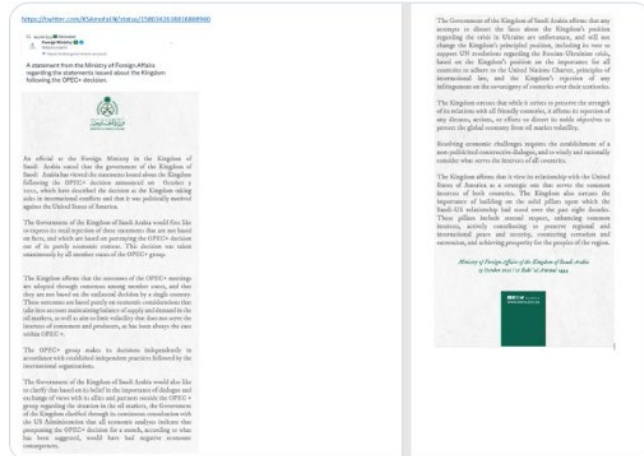 Foreign Ministry
A statement from the Ministry of Foreign Affairs
regarding the statements issued about the Kingdom
following the OPEC+ decision.
An official at the Foreign Ministry in the Kingdom of
Saudi Arabia stated that the government of the Kingdom of
Saudi Arabia has viewed the statements issued about the Kingdom
following the OPEC+ decision announced on October 5
2022, which have described the decision as the Kingdom taking
sides in international conflicts and that it was politically motivated
against the United States of America.
The Government of the Kingdom of Saudi Arabia would first like
to express its total rejection of these statements that are not based
on facts, and which are based on portraying the OPEC+ decision
out of its purely economic context. This decision was taken
unanimously by all member states of the OPEC+ group.
The Kingdom affirms that the outcomes of the OPEC+ meetings
are adopted through consensus among member states, and that
they are not based on the unilateral decision by a single country.
These outcomes are based purely on economic considerations that
take into account maintaining balance of supply and demand in the
oil markets, as well as aim to limit volatility that does not serve the
interests of consumers and producers, as has been always the case
within OPEC+.
The OPEC+ group makes its decisions independently in
accordance with established independent practices followed by the
international organizations.
The Government of the Kingdom of Saudi Arabia would also like
to clarify that based on its belief in the importance of dialogue and
exchange of views with its allies and partners outside the OPEC +
group regarding the situation in the oil markets, the Government
of the Kingdom clarified through its continuous consultation with
the US Administration that all economic analyses indicate that
postponing the OPEC+ decision for a month, according to what
has been suggested, would have had negative economic
consequences.
The Government of the Kingdom of Saudi Arabia affirms that any
attempts to distort the facts about the Kingdom's position
regarding the crisis in Ukraine are unfortunate, and will not
change the Kingdom's principled position, including its vote to
support UN resolutions regarding the Russian-Ukrainian crisis,
based on the Kingdom's position on the importance for all
countries to adhere to the United Nations Charter, principles of
international law, and the Kingdom's rejection of any
infringement on the sovereignty of countries over their territories.
The Kingdom stresses that while it strives to preserve the strength
of its relations with all friendly countries, it affirms its rejection of
any dictates, actions, or efforts to distort its noble objectives to
protect the global economy from oil market volatility.
Resolving economic challenges requires the establishment of a
non-politicized constructive dialogue, and to wisely and rationally
consider what serves the interests of all countries.
The Kingdom affirms that it view its relationship with the United
States of America as a strategic one that serves the common
interests of both countries. The Kingdom also stresses the
importance of building on the solid pillars upon which the
Saudi-US relationship had stood over the past eight decades.
These pillars include mutual respect, enhancing common
interests, actively contributing to preserve regional and
international peace and security, countering terrorism and
extremism, and achieving prosperity for the peoples of the region.
Ministry of Foreign Affairs of the Kingdom of Saudi Arabia
13 October 2022 / 17 Rabi' al-Awwal 1444